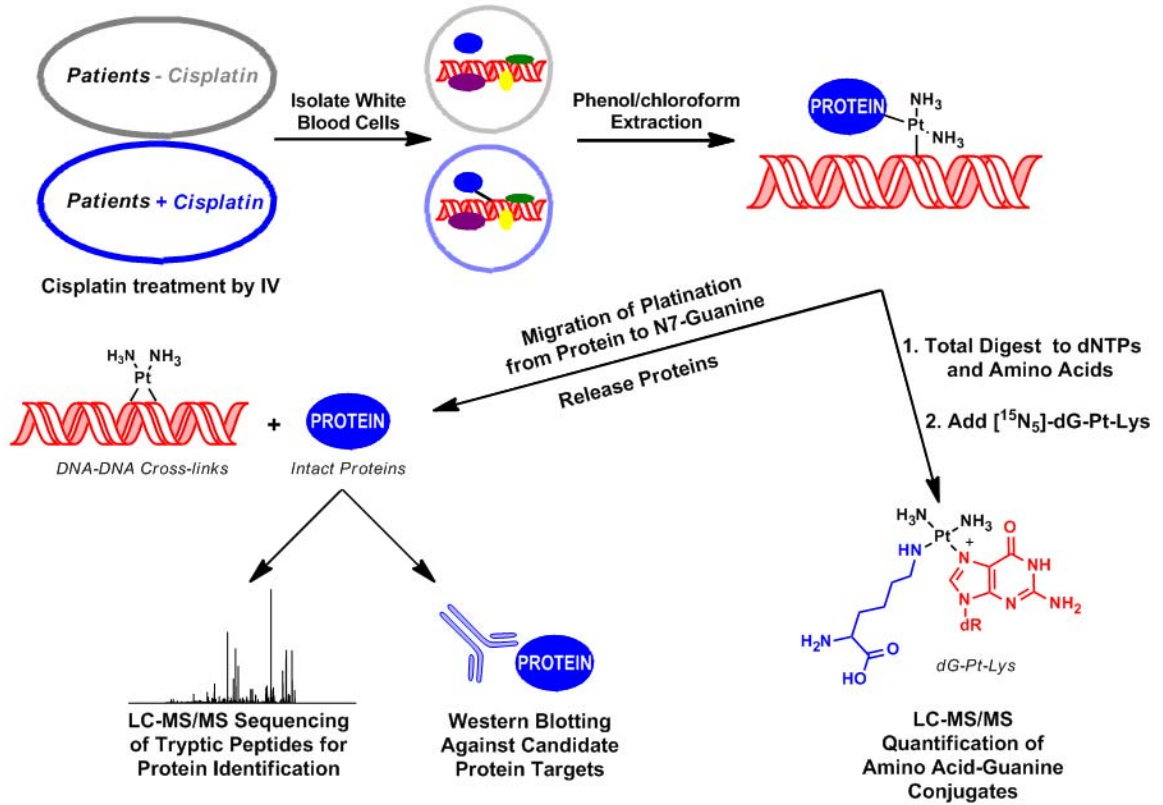 Patients - Cisplatin
Patients + Cisplatin
Cisplatin treatment by IV
Isolate White
Blood Cells
Phenol/chloroform
Extraction
PROTEIN
NH3
Pt
NH3
Migration of Platination
from Protein to N7-Guanine
Release Proteins
1. Total Digest to dNTPs
and Amino Acids
2. Add [15N5]-dG-Pt-Lys
H3N
NH3
Pt
+
PROTEIN
DNA-DNA Cross-links
Intact Proteins
PROTEIN
LC-MS/MS Sequencing
of Tryptic Peptides for
Protein Identification
Western Blotting
Against Candidate
Protein Targets
H3N
NH3
Pt
+
HN
N
O
NH
N
N
NH2
dR
H2N
O
HO
dG-Pt-Lys
LC-MS/MS
Quantification of
Amino Acid-Guanine
Conjugates